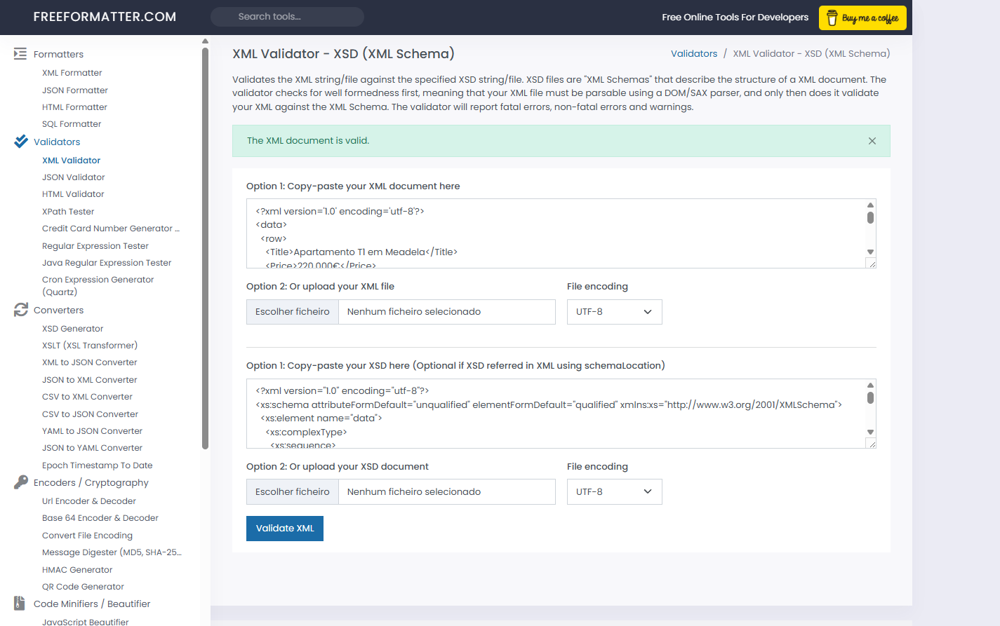 FREEFORMATTER.COM
Search tools...
Free Online Tools For Developers
Buy me a coffee
Formatters
XML Formatter
JSON Formatter
HTML Formatter
SQL Formatter
Validators
XML Validator
JSON Validator
HTML Validator
XPath Tester
Credit Card Number Generator ...
Regular Expression Tester
Java Regular Expression Tester
Cron Expression Generator
(Quartz)
Converters
XSD Generator
XSLT (XSL Transformer)
XML to JSON Converter
JSON to XML Converter
CSV to XML Converter
CSV to JSON Converter
YAML to JSON Converter
JSON to YAML Converter
Epoch Timestamp To Date
Encoders / Cryptography
Url Encoder & Decoder
Base 64 Encoder & Decoder
Convert File Encoding
Message Digester (MD5, SHA-25...
HMAC Generator
QR Code Generator
Code Minifiers / Beautifier
JavaScript Beautifier
XML Validator - XSD (XML Schema)
Validators / XML Validator - XSD (XML Schema)
Validates the XML string/file against the specified XSD string/file. XSD files are "XML Schemas" that describe the structure of a XML document. The
validator checks for well formedness first, meaning that your XML file must be parsable using a DOM/SAX parser, and only then does it validate
your XML against the XML Schema. The validator will report fatal errors, non-fatal errors and warnings.
The XML document is valid.
Option 1: Copy-paste your XML document here
<?xml version='1.0' encoding='utf-8'?>
<data>
<row>
<Title>Apartamento T1 em Meadela</Title>
<Price>220.000€</Price>
Option 2: Or upload your XML file
File encoding
Escolher ficheiro Nenhum ficheiro selecionado
UTF-8
Option 1: Copy-paste your XSD here (Optional if XSD referred in XML using schemaLocation)
<?xml version="1.0" encoding="utf-8"?>
<xs:schema attributeFormDefault="unqualified" elementFormDefault="qualified" xmlns:xs="http://www.w3.org/2001/XMLSchema">
<xs:element name="data">
<xs:complexType>
<xs:sequence>
Option 2: Or upload your XSD document
File encoding
Escolher ficheiro Nenhum ficheiro selecionado
UTF-8
Validate XML